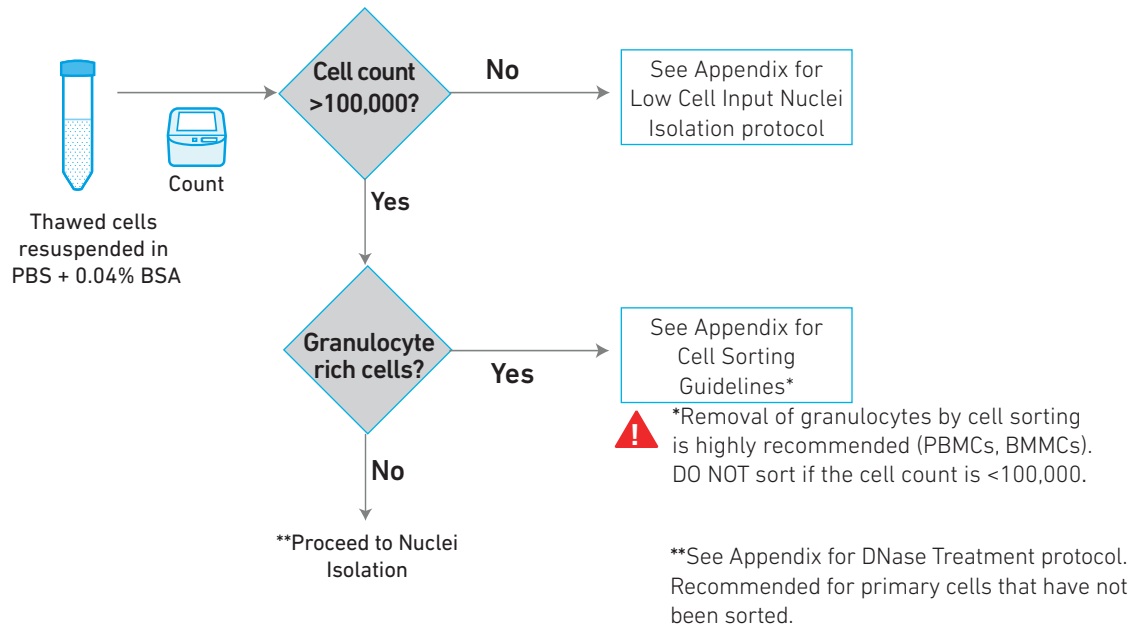 Cell count
>100,000?
No
See Appendix for
Low Cell Input Nuclei
Isolation protocol
Count
Thawed cells
resuspended in
PBS + 0.04% BSA
Yes
Granulocyte
rich cells?
Yes
See Appendix for
Cell Sorting
Guidelines*
!
*Removal of granulocytes by cell sorting
is highly recommended (PBMCs, BMMCs).
DO NOT sort if the cell count is <100,000.
No
**Proceed to Nuclei
Isolation
**See Appendix for DNase Treatment protocol.
Recommended for primary cells that have not
been sorted.